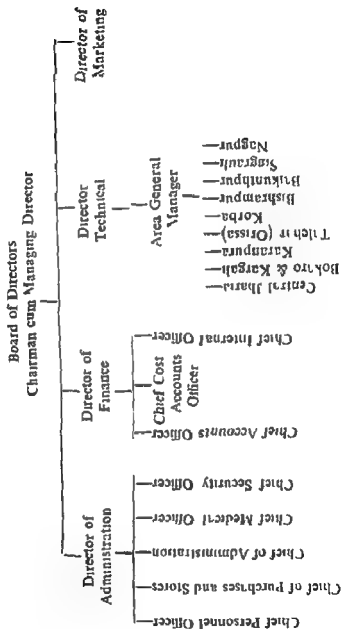 Board of Directors
Chairman cum Managing Director
Director of
Administration
Chief Personnel Officer
Chief of Purchases and Stores
Chief of Administration
Chief Medical Officer
Chief Security Officer
Director of
Finance
Chief Accounts Officer
Chief Cost
Accounts
Officer
Chief Internal Officer
Director
Technical
Area General
Manager
Central Jharia
Bokaro & Kargali
Karanpura
Talchir (Orissa)
Korba
Bishrampur
Baikunthpur
Singrauli
Nagpur
Director of
Marketing